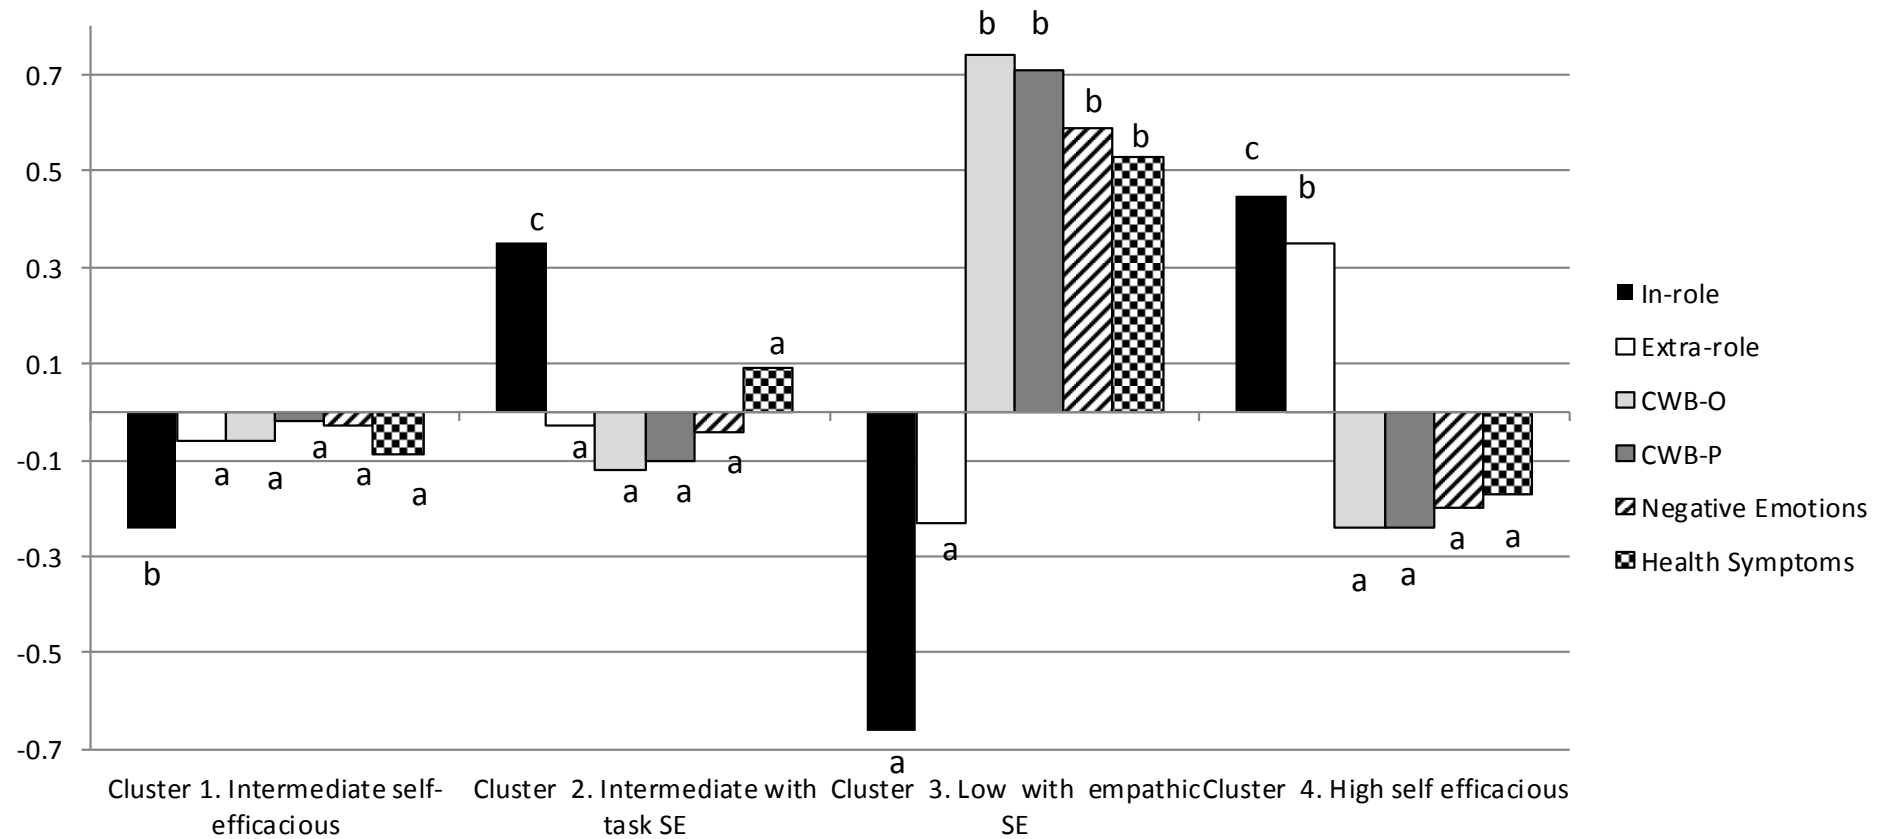 b b
0.7
b
b
0.5
c
b
c
0.3
In-role
Extra-role
a
0.1
CWB-O
a a
CWB-P
-0.1
a a a a
a a a
Negative Emotions
a
-0.3
a
a a
b
a a
Health Symptoms
-0.5
-0.7
a
Cluster 1. Intermediate self-
efficacious
Cluster 2. Intermediate with
task SE
Cluster 3. Low with empathic
SE
Cluster 4. High self efficacious